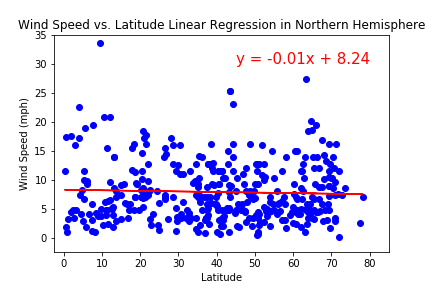 Wind Speed vs. Latitude Linear Regression in Northern Hemisphere
35
30
25
20
15
10
5
0
Wind Speed (mph)
y = -0.01x + 8.24
0 10 20 30 40 50 60 70 80
Latitude